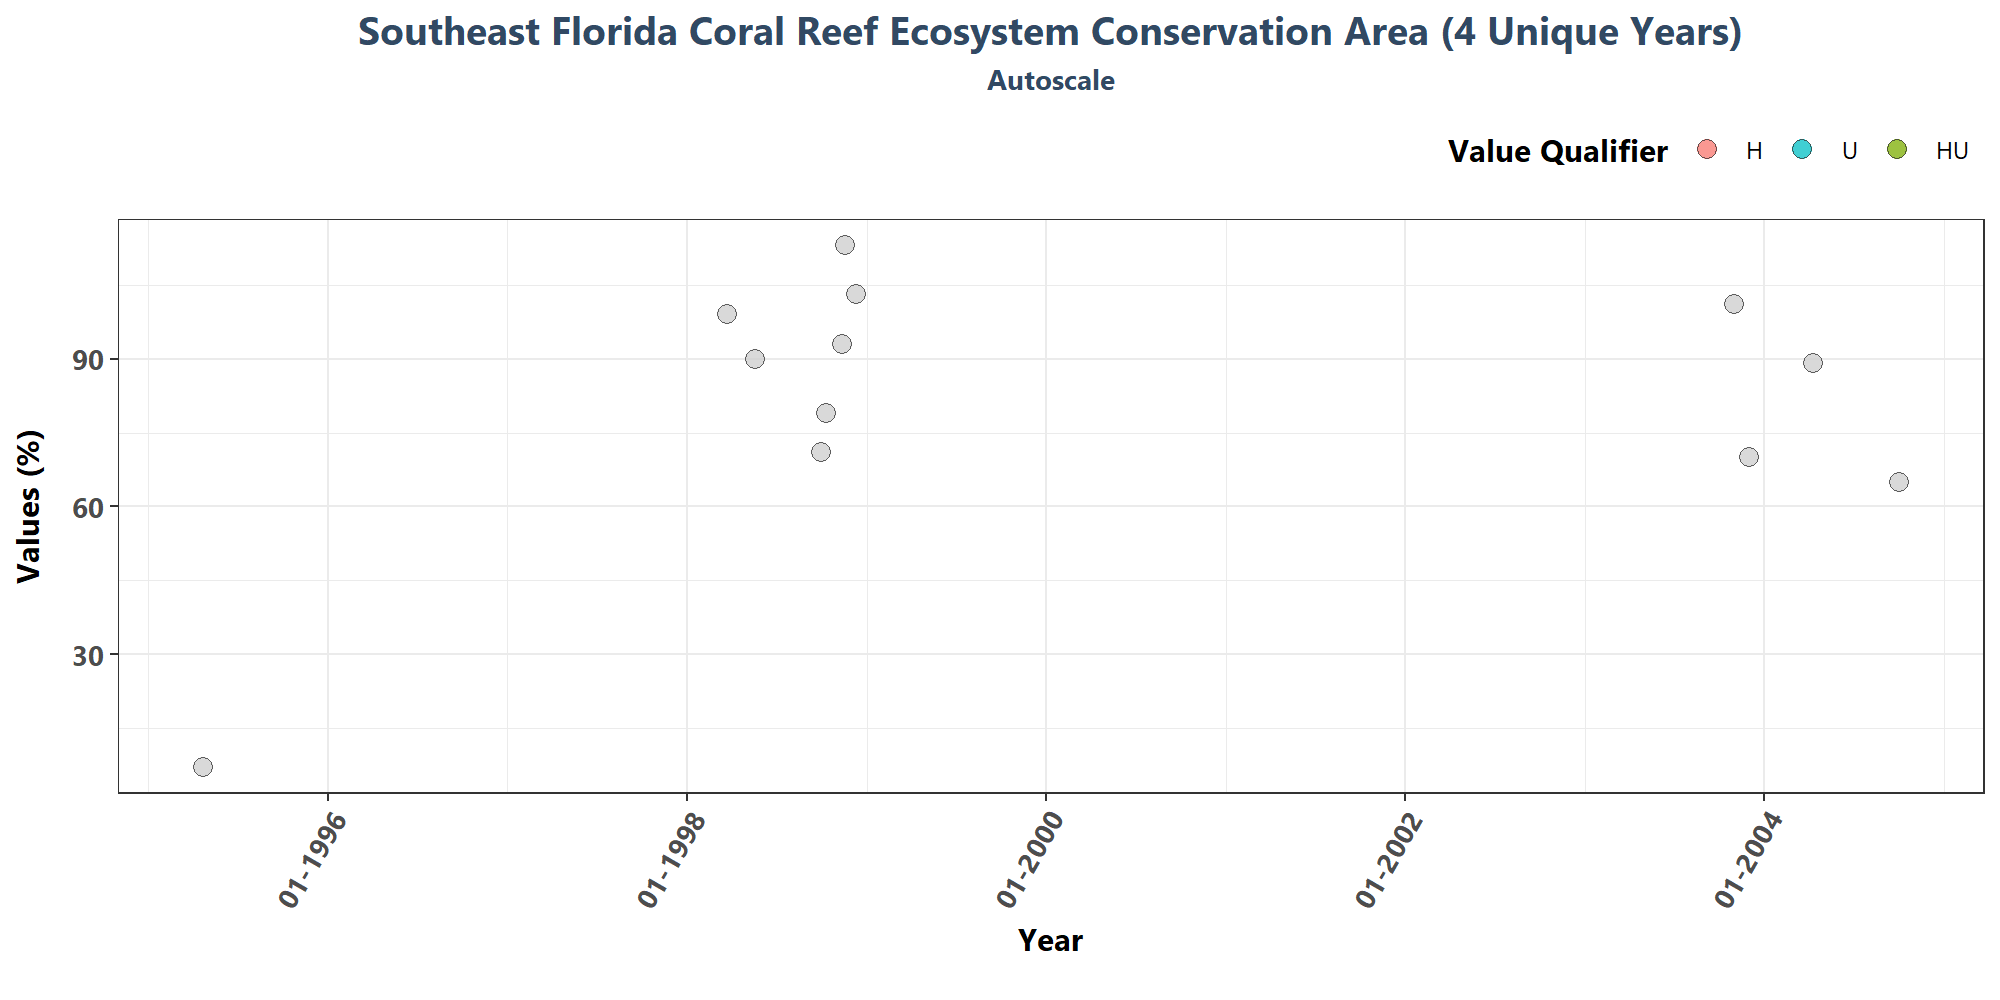 Southeast Florida Coral Reef Ecosystem Conservation Area (4 Unique Years)
Autoscale
Value Qualifier H U HU
Values (%)
90
60
30
01-1996 01-1998 01-2000 01-2002 01-2004
Year